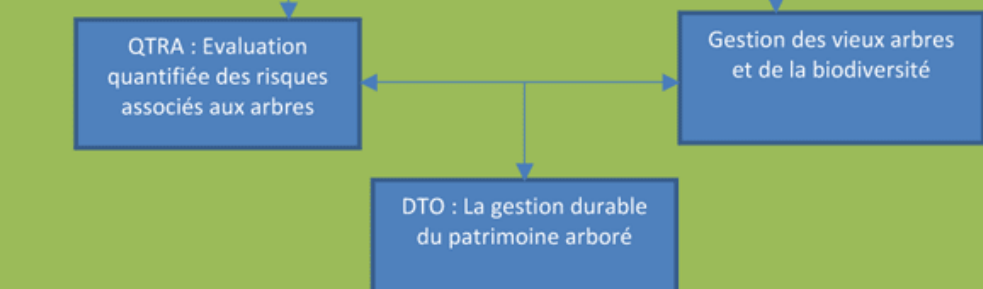 QTRA : Evaluation
quantifiée des risques
associés aux arbres
Gestion des vieux arbres
et de la biodiversité
DTO : La gestion durable
du patrimoine arboré